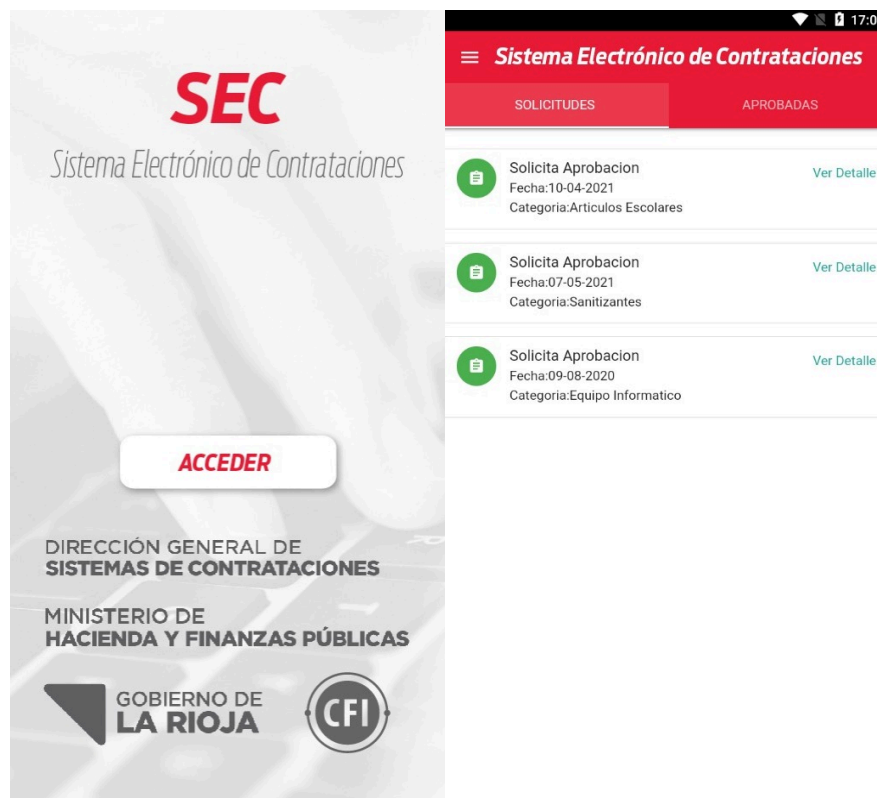 SEC
Sistema Electrónico de Contrataciones
ACCEDER
DIRECCIÓN GENERAL DE
SISTEMAS DE CONTRATACIONES
MINISTERIO DE
HACIENDA Y FINANZAS PÚBLICAS
GOBIERNO DE
LA RIOJA
CFI
17:0
Sistema Electrónico de Contrataciones
SOLICITUDES
APROBADAS
Solicita Aprobacion
Ver Detalle
Fecha:10-04-2021
Categoria:Articulos Escolares
Solicita Aprobacion
Ver Detalle
Fecha:07-05-2021
Categoria:Sanitizantes
Solicita Aprobacion
Ver Detalle
Fecha:09-08-2020
Categoria:Equipo Informatico